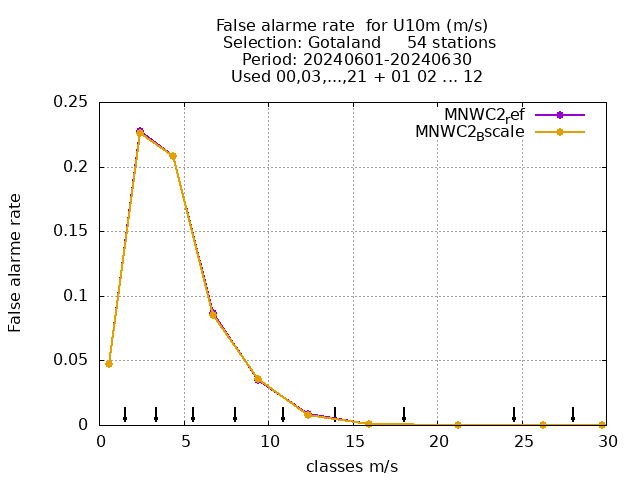 False alarme rate  for U10m (m/s)
Selection: Gotaland     54 stations
Period: 20240601-20240630
Used 00,03,...,21 + 01 02 ... 12
MNWC2ref
MNWC2Bscale
0.25
0.2
0.15
0.1
0.05
0
False alarme rate
0 5 10 15 20 25 30
classes m/s